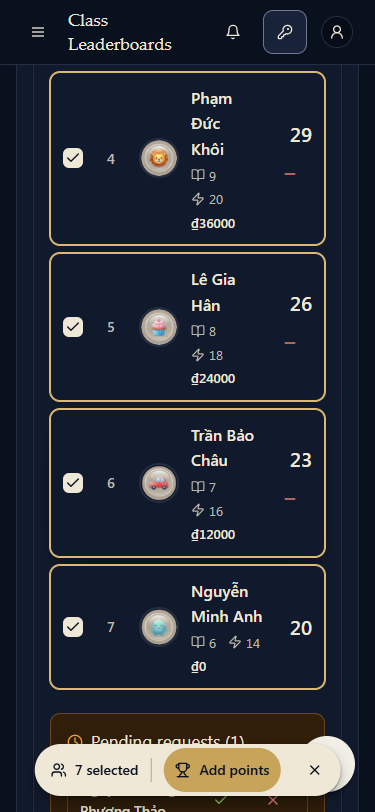 Class
Leaderboards
4
Phạm
Đức
Khôi
29
9
20
₫36000
5
Lê Gia
Hân
26
8
18
₫24000
6
Trần Bảo
Châu
23
7
16
₫12000
7
Nguyễn
Minh Anh
20
6 14
₫0
Pending requests (1)
7 selected
Add points
Phương Thảo